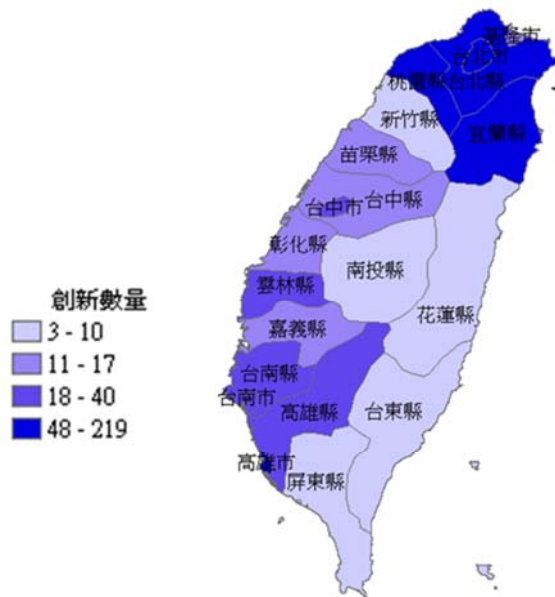 基隆市
台北市
桃園縣 台北縣
新竹縣
宜蘭縣
苗栗縣
台中市 台中縣
彰化縣
南投縣
雲林縣
花蓮縣
嘉義縣
台南縣
台南市
台東縣
高雄縣
高雄市
屏東縣
創新數量
3 - 10
11 - 17
18 - 40
48 - 219